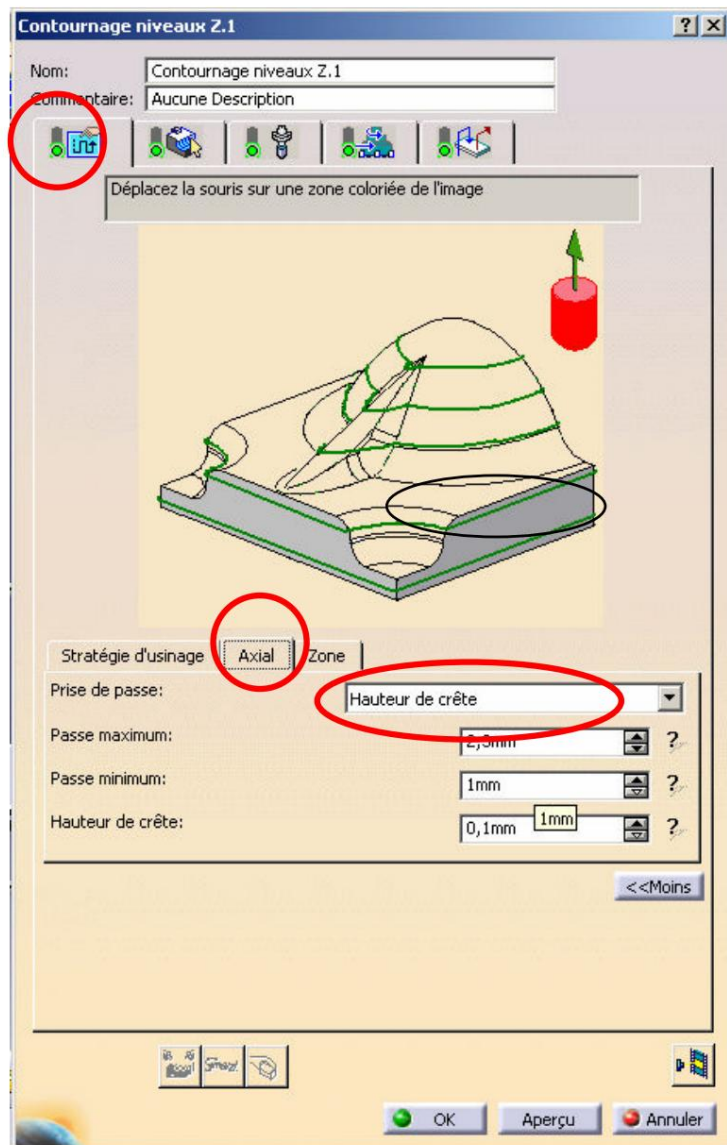 Contournage niveaux Z.1
Nom: Contournage niveaux Z.1
Commentaire: Aucune Description
Déplacez la souris sur une zone coloriée de l'image
Stratégie d'usinage Axial Zone
Prise de passe: Hauteur de crête
Passe maximum: ?
Passe minimum: 1mm ?
Hauteur de crête: 0,1mm 1mm ?
<<Moins
OK Aperçu Annuler